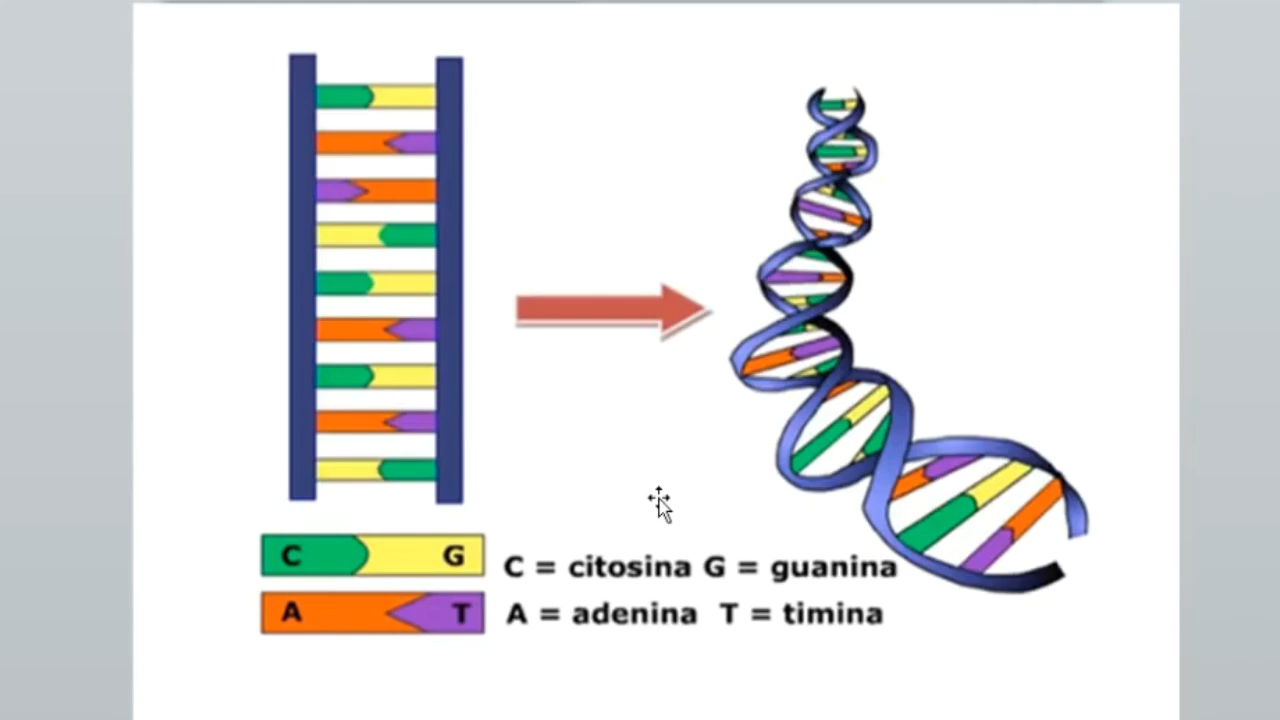 C G C = citosina G = guanina
A T A = adenina T = timina